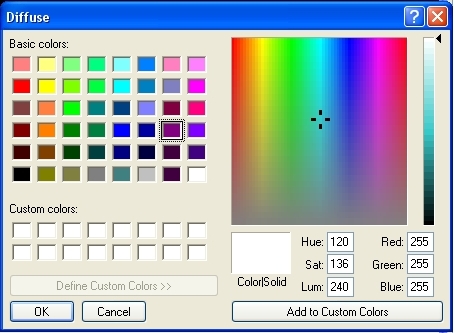 Diffuse
Basic colors:
Custom colors:
Define Custom Colors >>
OK Cancel
Color|Solid
Hue: 120 Red: 255
Sat: 136 Green: 255
Lum: 240 Blue: 255
Add to Custom Colors